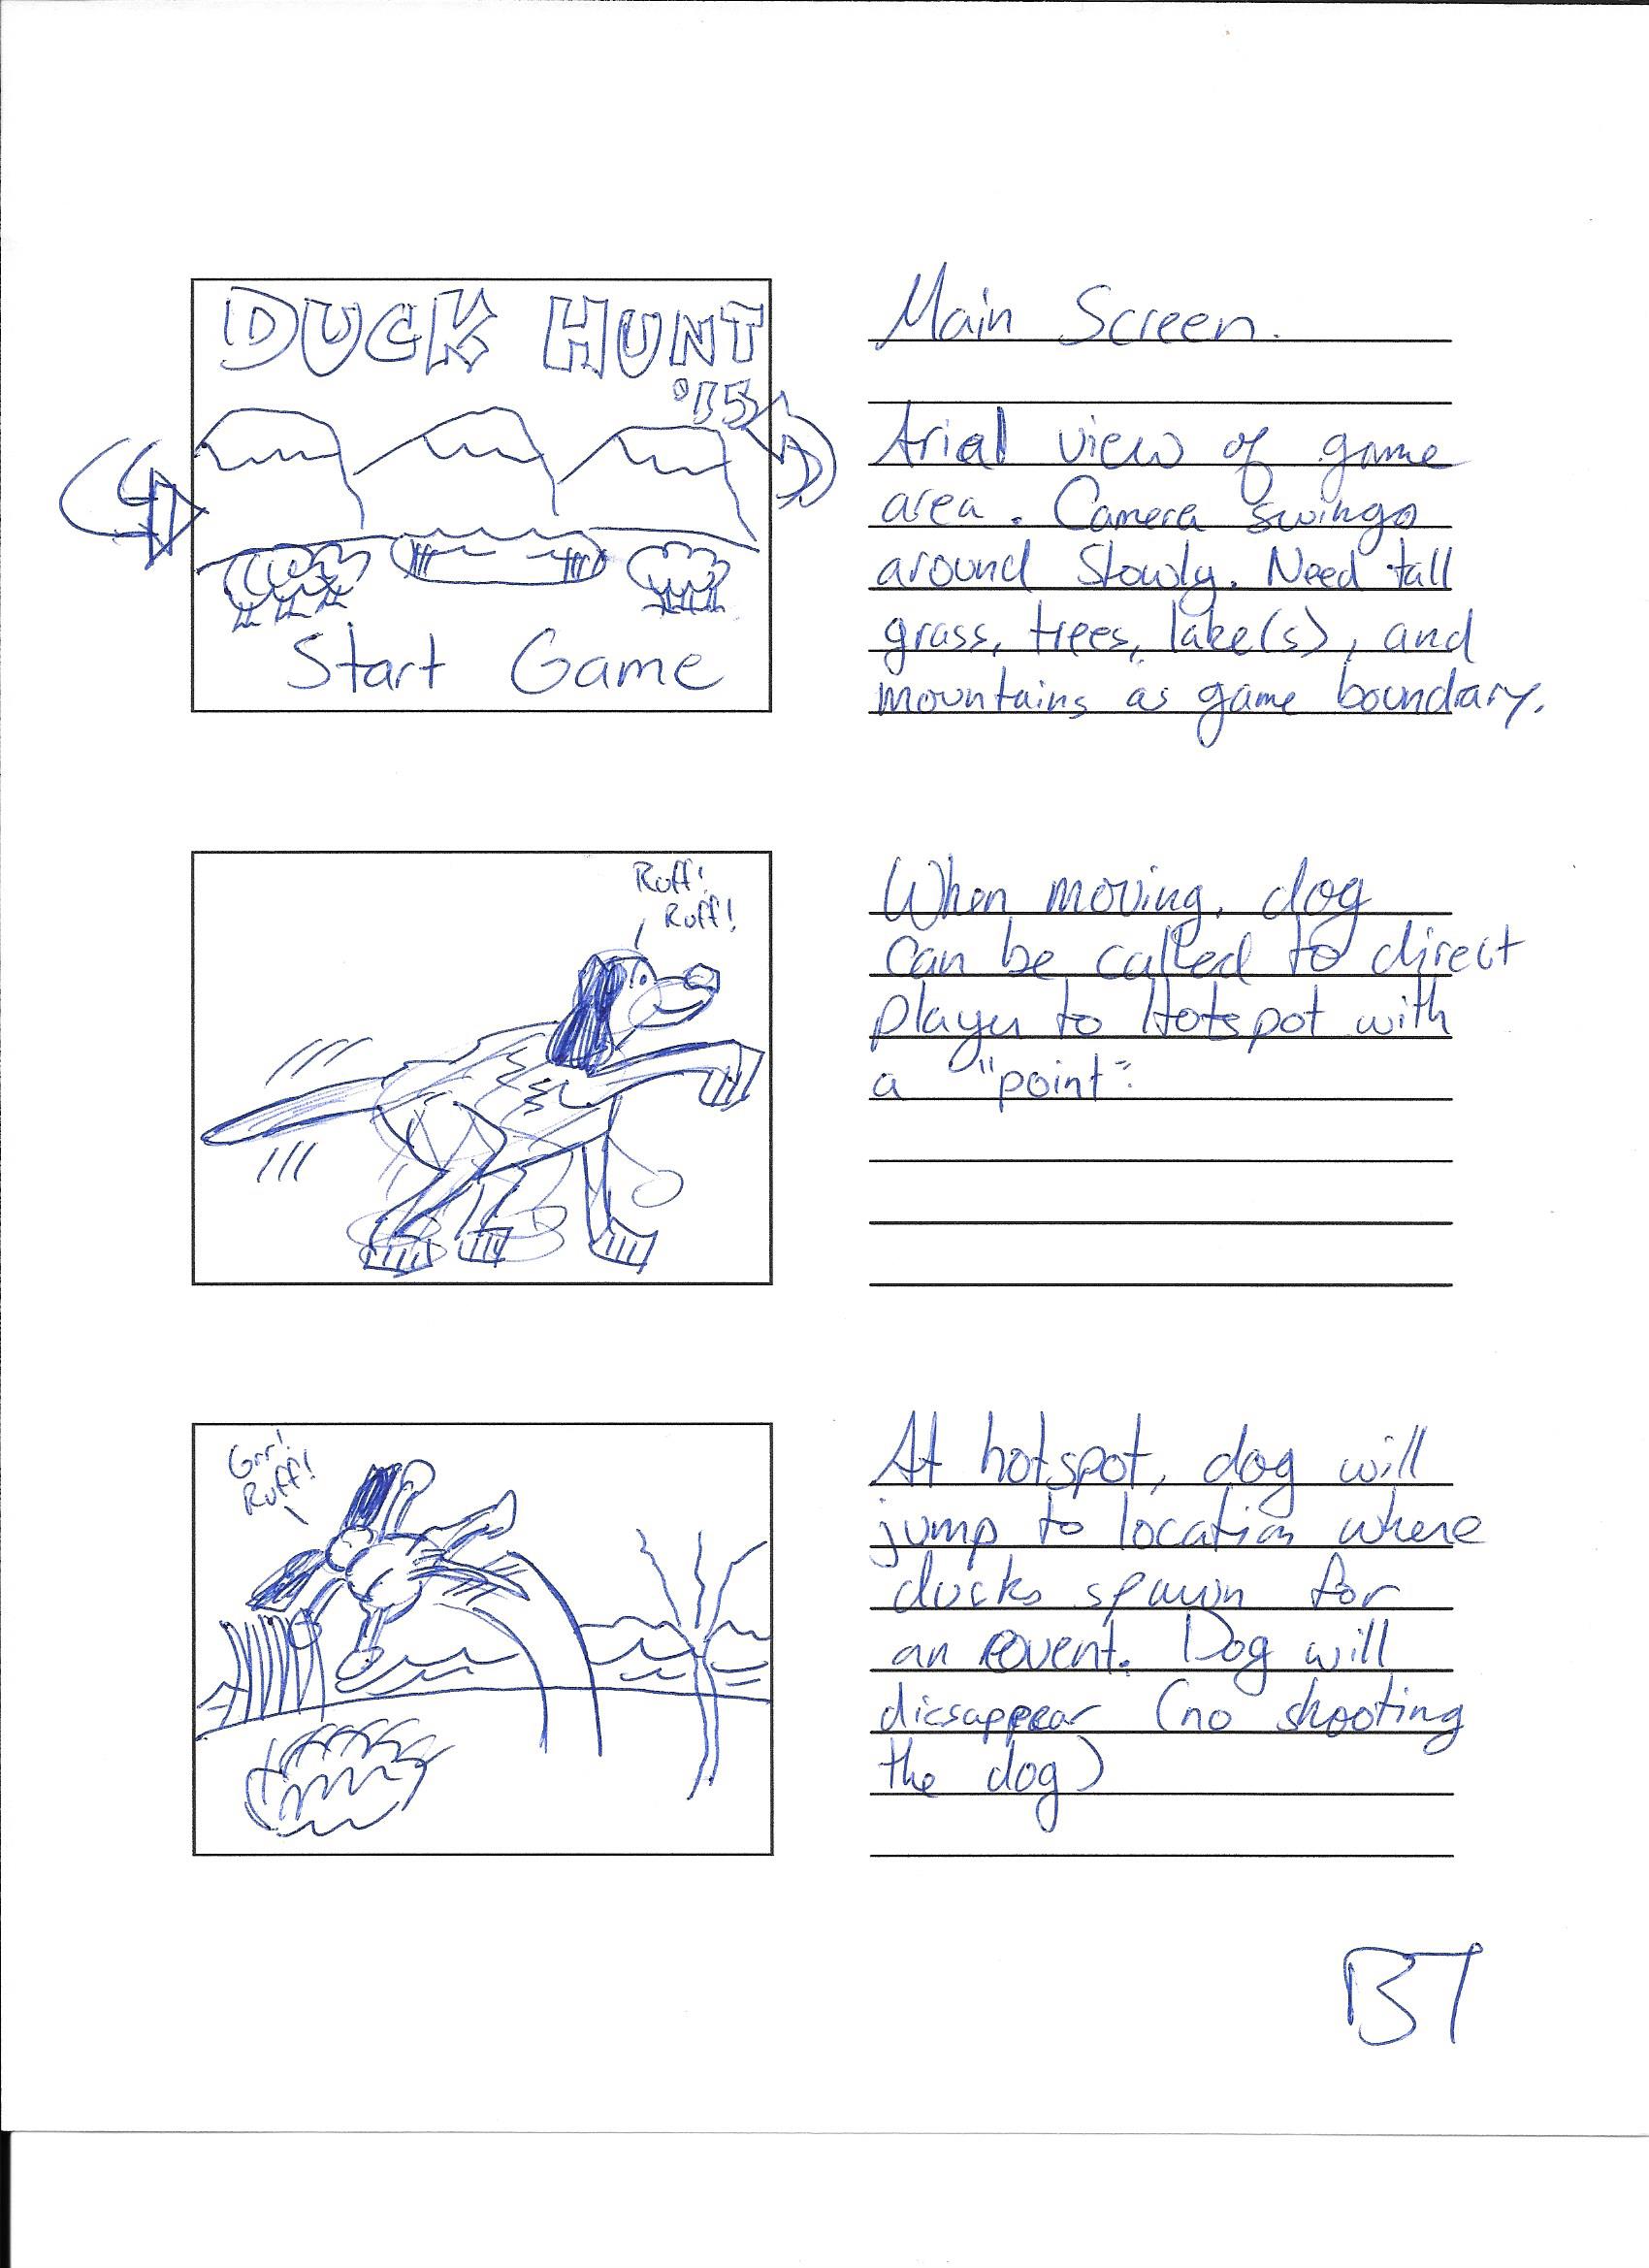 DUCK HUNT
'15
Start Game
Main Screen.
Arial view of game
area. Camera swings
around slowly. Need tall
grass, trees, lake(s), and
mountains as game boundary.
Ruff!
Ruff!
When moving, dog
can be called to direct
player to Hotspot with
a "point".
Grr!
Ruff!
At hotspot, dog will
jump to location where
ducks spawn for
an event. Dog will
dicsappear (no shooting
the dog)
BT